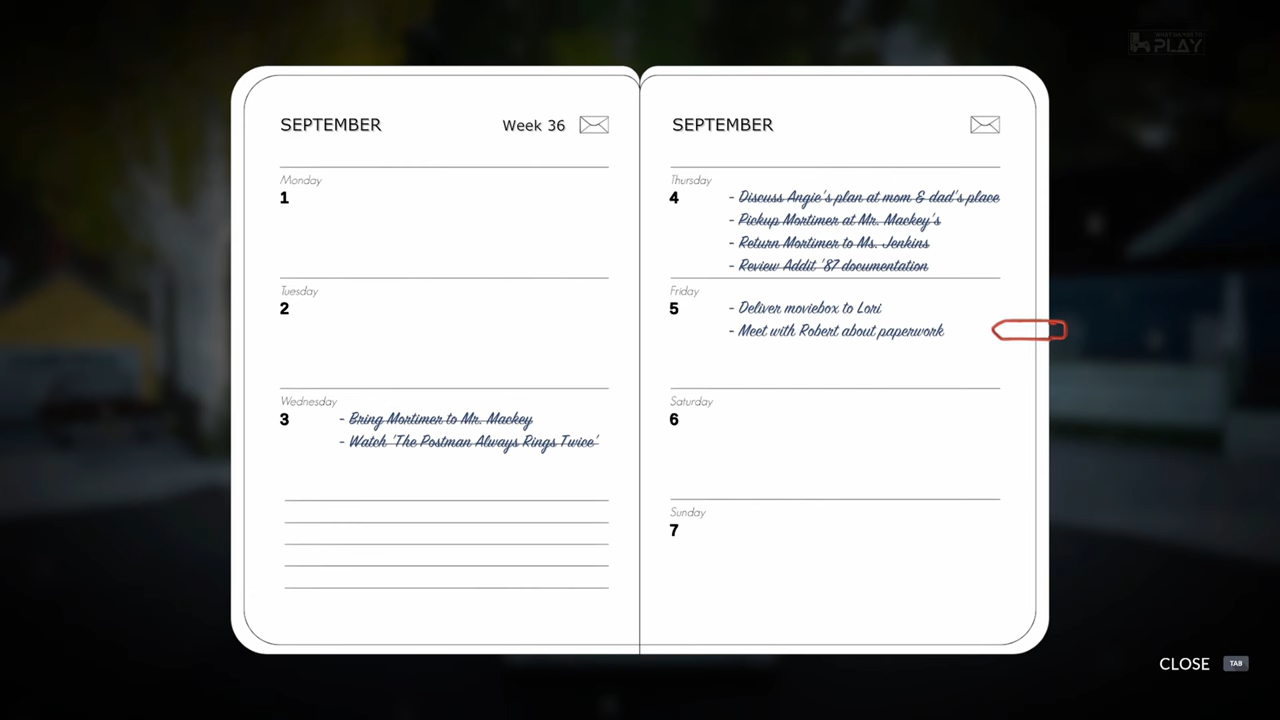 PLAY
SEPTEMBER
Week 36
Monday
1
Tuesday
2
Wednesday
3
- Bring Mortimer to Mr. Mackey
- Watch 'The Postman Always Rings Twice'
SEPTEMBER
Thursday
4
- Discuss Angie's plan at mom & dad's place
- Pickup Mortimer at Mr. Mackey's
- Return Mortimer to Ms. Jenkins
- Review Addit '87 documentation
Friday
5
- Deliver moviebox to Lori
- Meet with Robert about paperwork
Saturday
6
Sunday
7
CLOSE TAB